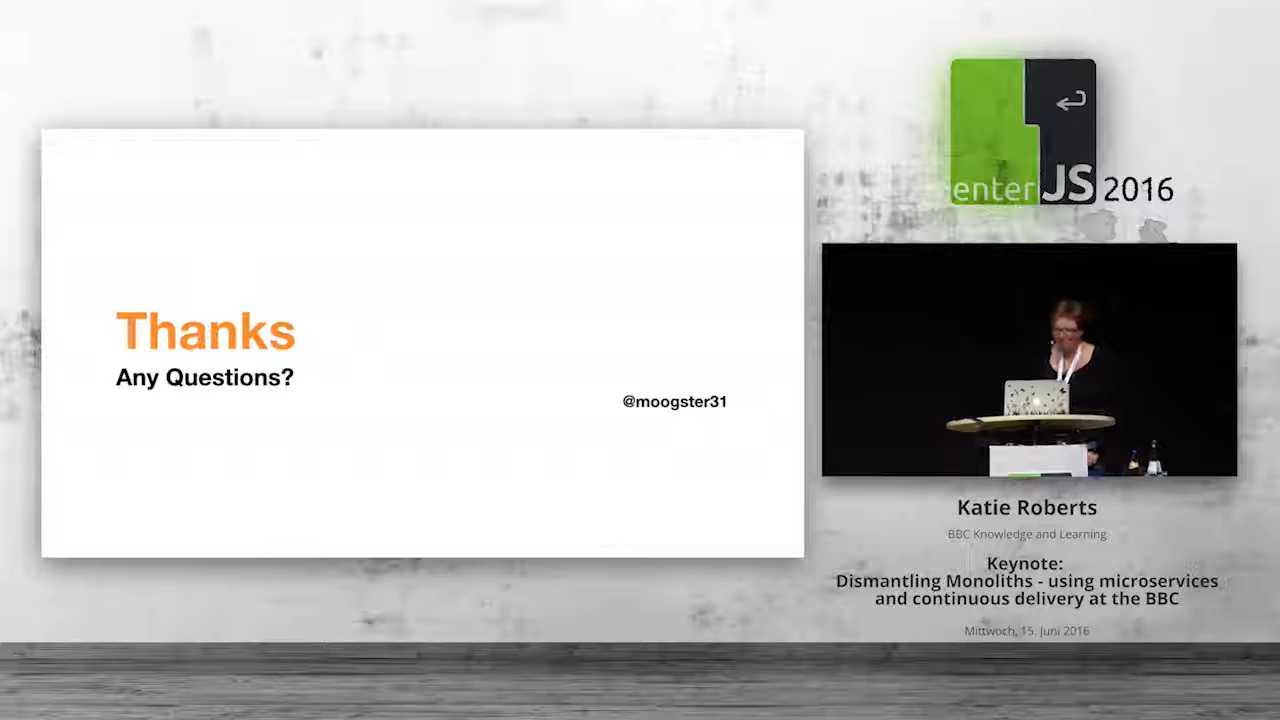 Thanks
Any Questions?
@moogster31
enterJS 2016
Katie Roberts
BBC Knowledge and Learning
Keynote:
Dismantling Monoliths - using microservices
and continuous delivery at the BBC
Mittwoch, 15. Juni 2016